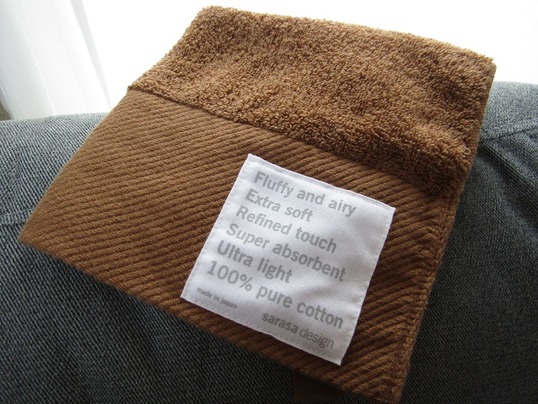 Fluffy and airy
Extra soft
Refined touch
Super absorbent
Ultra light
100% pure cotton
made in japan
sarasa design